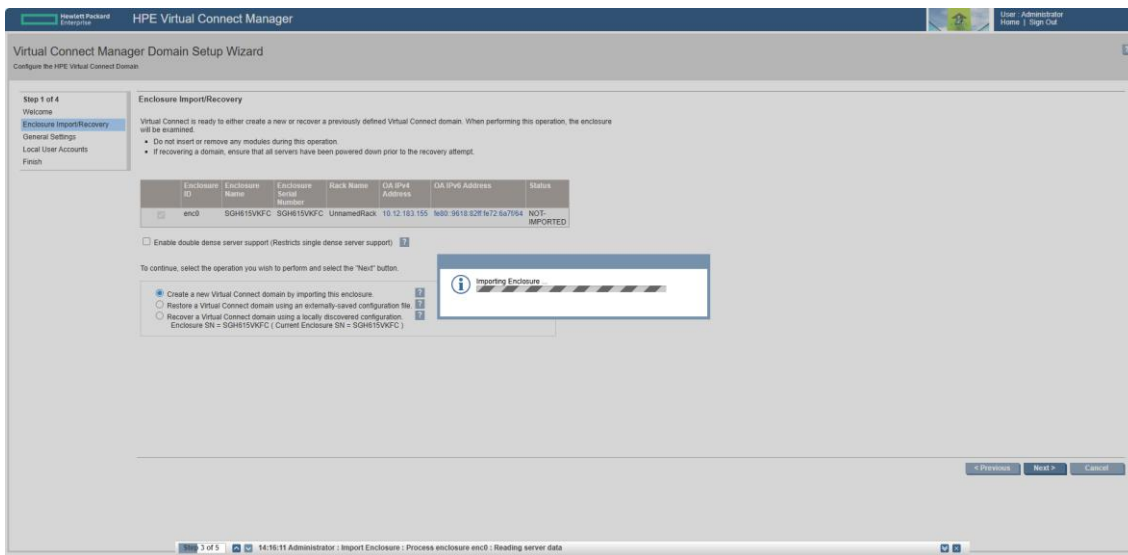 Hewlett Packard
Enterprise
HPE Virtual Connect Manager
User : Administrator
Home | Sign Out
Virtual Connect Manager Domain Setup Wizard
Configure the HPE Virtual Connect Domain
Step 1 of 4
Welcome
Enclosure Import/Recovery
General Settings
Local User Accounts
Finish
Enclosure Import/Recovery
Virtual Connect is ready to either create a new or recover a previously defined Virtual Connect domain. When performing this operation, the enclosure
will be examined.
• Do not insert or remove any modules during this operation.
• If recovering a domain, ensure that all servers have been powered down prior to the recovery attempt.
Enclosure ID Enclosure Name Enclosure Serial Number Rack Name OA IPv4 Address OA IPv6 Address Status
enc0 SGH615VKFC SGH615VKFC UnnamedRack 10.12.183.155 fe80::9618:82ff:fe72:6a7f/64 NOT-IMPORTED
Enable double dense server support (Restricts single dense server support) ?
To continue, select the operation you wish to perform and select the "Next" button.
Create a new Virtual Connect domain by importing this enclosure. ?
Restore a Virtual Connect domain using an externally-saved configuration file. ?
Recover a Virtual Connect domain using a locally discovered configuration. ?
Enclosure SN = SGH615VKFC ( Current Enclosure SN = SGH615VKFC )
Importing Enclosure ...
< Previous Next > Cancel
Step 3 of 5 14:16:11 Administrator : Import Enclosure : Process enclosure enc0 : Reading server data